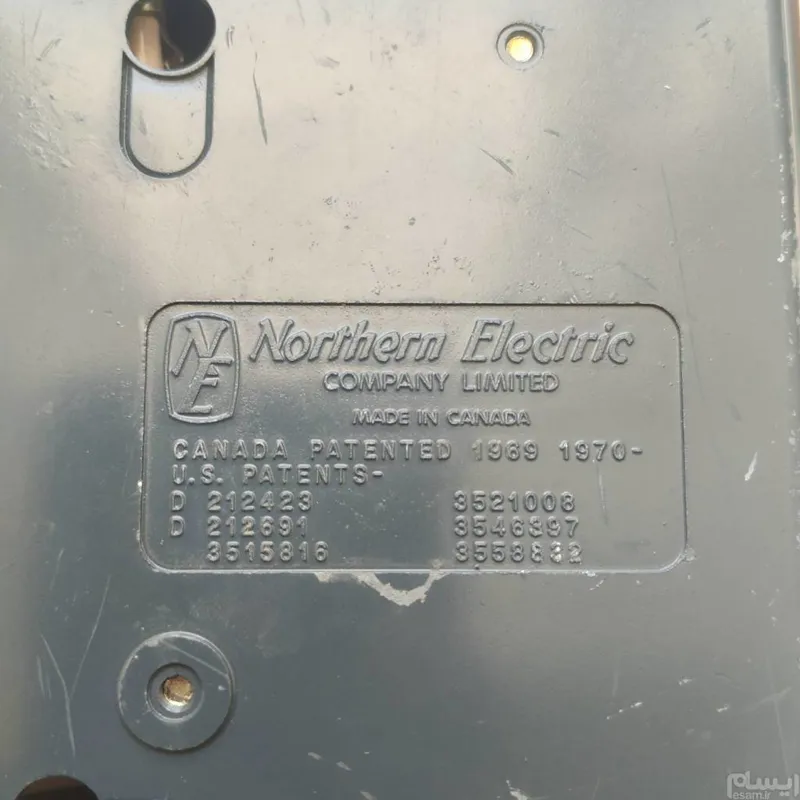 NE
Northern Electric
COMPANY LIMITED
MADE IN CANADA
CANADA PATENTED 1969 1970-
U.S. PATENTS-
D 212423 3521008
D 212691 3546397
3515816
ایسام
esam.ir